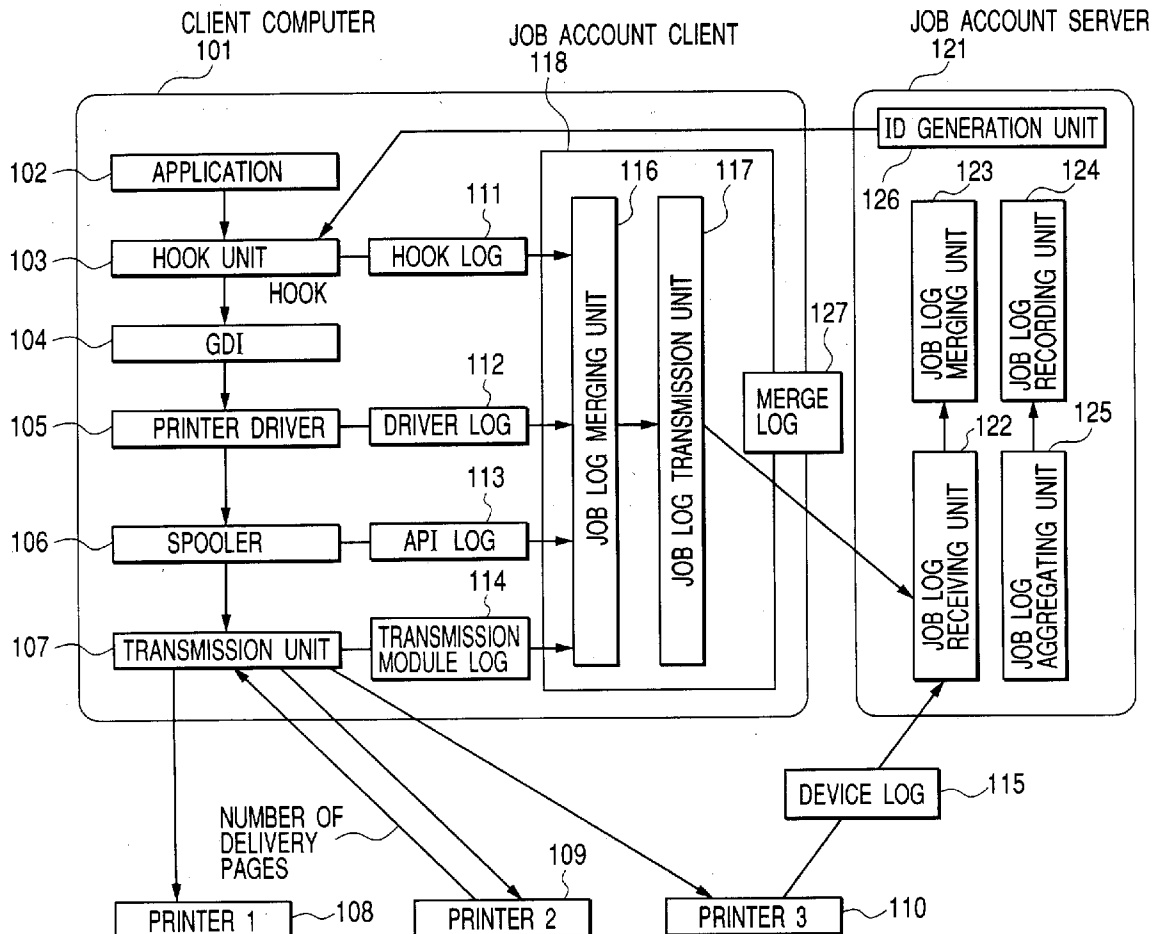 CLIENT COMPUTER
101
JOB ACCOUNT CLIENT
118
JOB ACCOUNT SERVER
121
ID GENERATION UNIT
126
102
APPLICATION
111
116
117
123
124
103
HOOK UNIT
HOOK LOG
HOOK
104
GDI
112
127
105
PRINTER DRIVER
DRIVER LOG
MERGE
LOG
113
106
SPOOLER
API LOG
114
107
TRANSMISSION UNIT
TRANSMISSION
MODULE LOG
JOB LOG MERGING UNIT
JOB LOG TRANSMISSION UNIT
JOB LOG
MERGING UNIT
JOB LOG
RECORDING UNIT
122
125
JOB LOG
RECEIVING UNIT
JOB LOG
AGGREGATING UNIT
DEVICE LOG
115
NUMBER OF
DELIVERY
PAGES
109
PRINTER 1
108
PRINTER 2
PRINTER 3
110